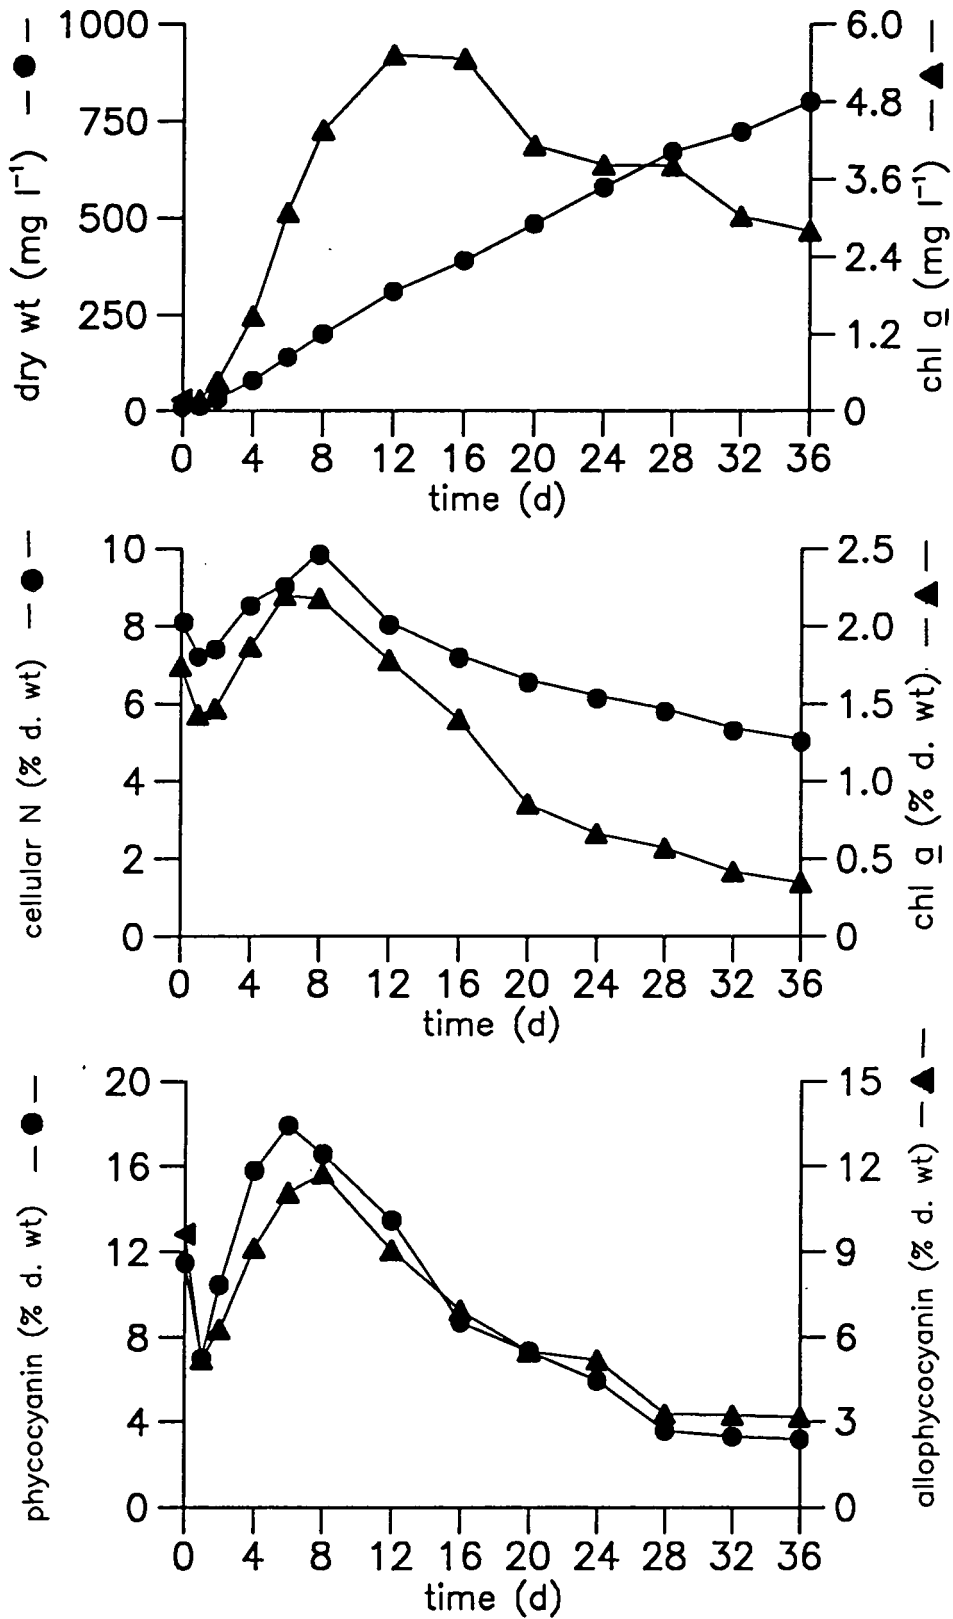 dry wt (mg l⁻¹) —●—
1000
750
500
250
0
6.0
4.8
3.6
2.4
1.2
0
chl a (mg l⁻¹) —▲—
0 4 8 12 16 20 24 28 32 36
time (d)
cellular N (% d. wt) —●—
10
8
6
4
2
0
2.5
2.0
1.5
1.0
0.5
0
chl a (% d. wt) —▲—
0 4 8 12 16 20 24 28 32 36
time (d)
phycocyanin (% d. wt) —●—
20
16
12
8
4
0
15
12
9
6
3
0
allophycocyanin (% d. wt) —▲—
0 4 8 12 16 20 24 28 32 36
time (d)